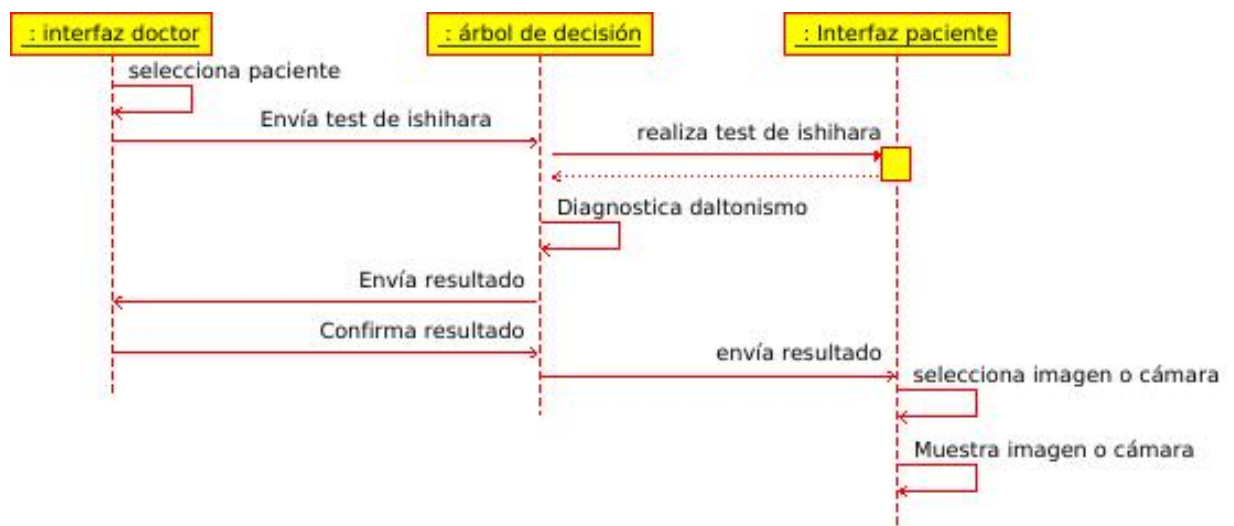 : interfaz doctor
: árbol de decisión
: Interfaz paciente
selecciona paciente
Envía test de ishihara
realiza test de ishihara
Diagnostica daltonismo
Envía resultado
Confirma resultado
envía resultado
selecciona imagen o cámara
Muestra imagen o cámara